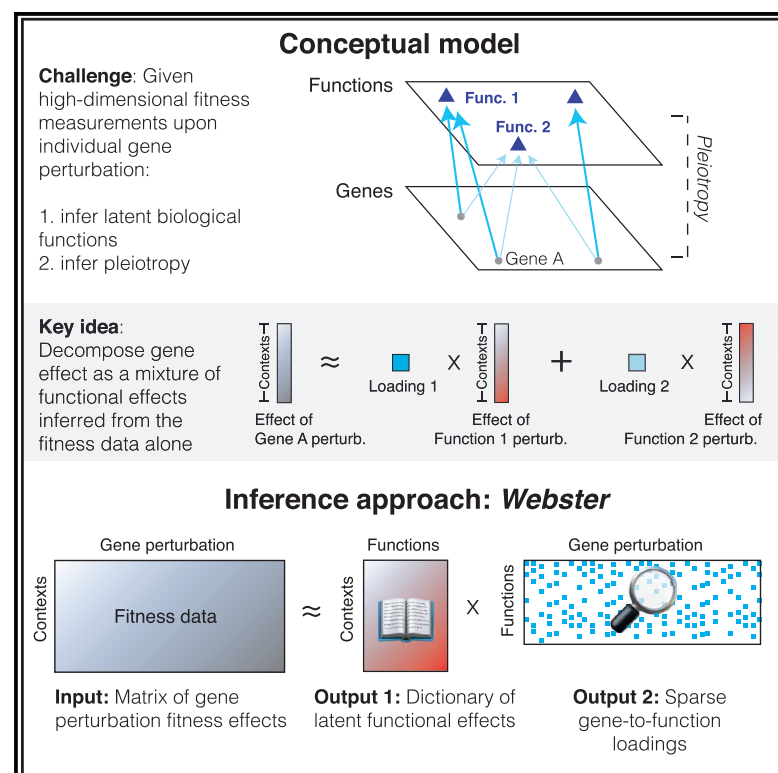 Conceptual model
Challenge: Given
high-dimensional fitness
measurements upon
individual gene
perturbation:
1. infer latent biological
functions
2. infer pleiotropy
Functions
Func. 1
Func. 2
Genes
Gene A
Pleiotropy
Key idea:
Decompose gene
effect as a mixture of
functional effects
inferred from the
fitness data alone
Contexts
Effect of
Gene A perturb.
≈
Loading 1
X
Contexts
Effect of
Function 1 perturb.
+
Loading 2
X
Contexts
Effect of
Function 2 perturb.
Inference approach: Webster
Gene perturbation
Contexts
Fitness data
Input: Matrix of gene
perturbation fitness effects
≈
Functions
Contexts
Output 1: Dictionary of
latent functional effects
X
Gene perturbation
Functions
Output 2: Sparse
gene-to-function
loadings